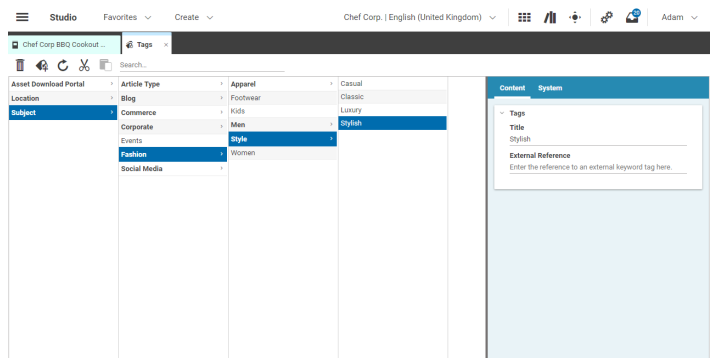 Studio Favorites Create Chef Corp. | English (United Kingdom) Adam
Chef Corp BBQ Cookout ... Tags ×
Search...
Asset Download Portal
Location
Subject
Article Type
Blog
Commerce
Corporate
Events
Fashion
Social Media
Apparel
Footwear
Kids
Men
Style
Women
Casual
Classic
Luxury
Stylish
Content System
Tags
Title
Stylish
External Reference
Enter the reference to an external keyword tag here.